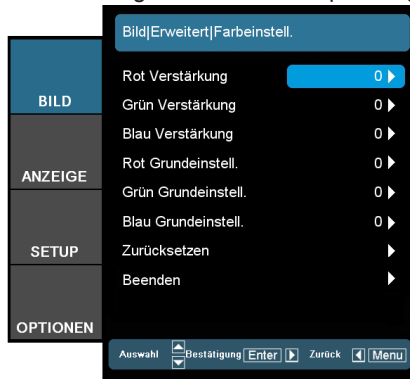 Bild|Erweitert|Farbeinstell.
BILD
ANZEIGE
SETUP
OPTIONEN
Rot Verstärkung 0
Grün Verstärkung 0
Blau Verstärkung 0
Rot Grundeinstell. 0
Grün Grundeinstell. 0
Blau Grundeinstell. 0
Zurücksetzen
Beenden
Auswahl Bestätigung Enter Zurück Menu